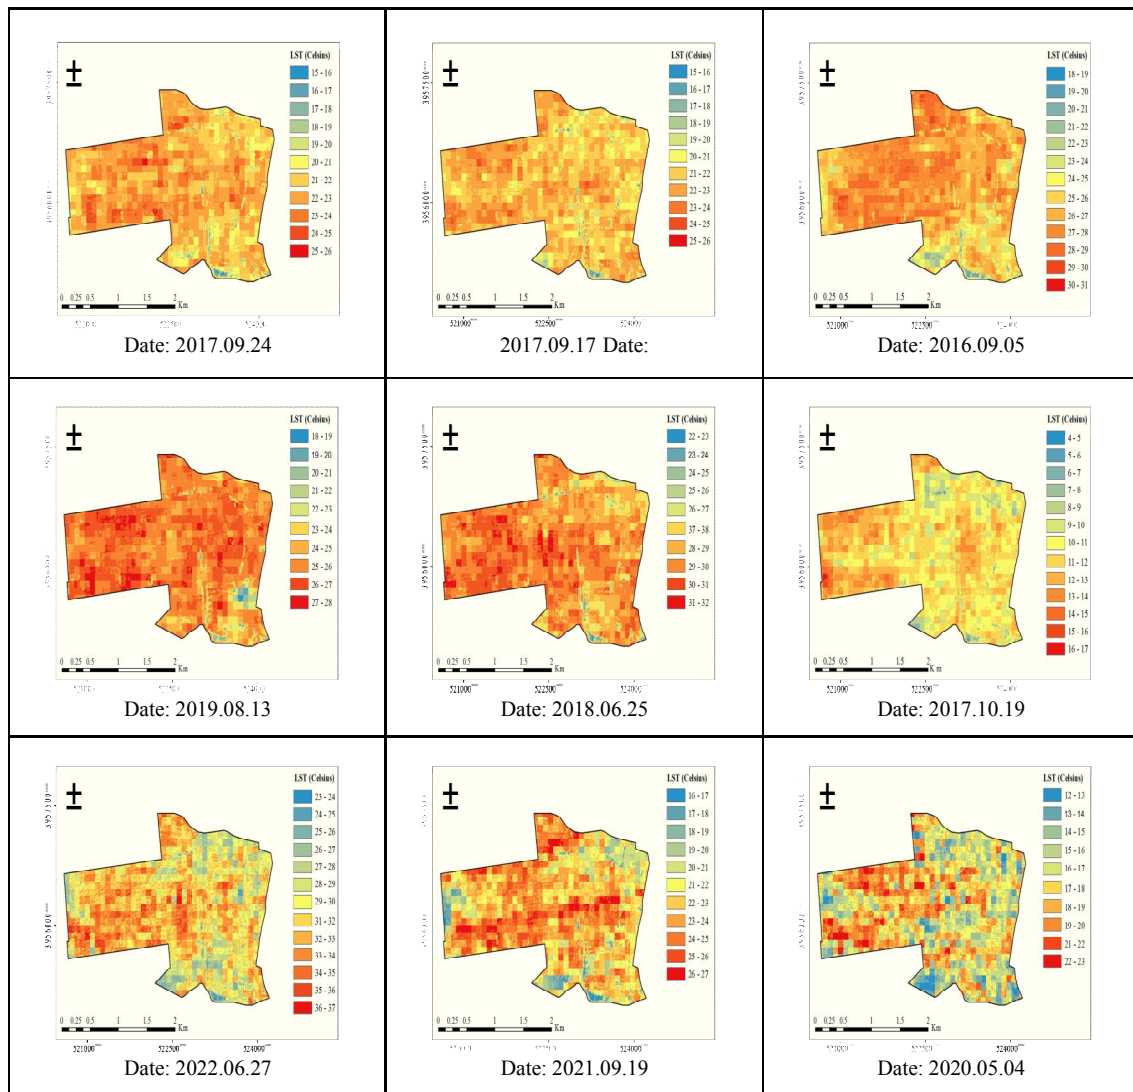 LST (Celsius)
15 - 16
16 - 17
17 - 18
18 - 19
19 - 20
20 - 21
21 - 22
22 - 23
23 - 24
24 - 25
25 - 26
0 0.25 0.5 1 1.5 2
Km
Date: 2017.09.24
LST (Celsius)
15 - 16
16 - 17
17 - 18
18 - 19
19 - 20
20 - 21
21 - 22
22 - 23
23 - 24
24 - 25
25 - 26
0 0.25 0.5 1 1.5 2
Km
521000 522500 524000
2017.09.17 Date:
LST (Celsius)
18 - 19
19 - 20
20 - 21
21 - 22
22 - 23
23 - 24
24 - 25
25 - 26
26 - 27
27 - 28
28 - 29
29 - 30
30 - 31
0 0.25 0.5 1 1.5 2
Km
Date: 2016.09.05
LST (Celsius)
18 - 19
19 - 20
20 - 21
21 - 22
22 - 23
23 - 24
24 - 25
25 - 26
26 - 27
27 - 28
0 0.25 0.5 1 1.5 2
Km
Date: 2019.08.13
LST (Celsius)
22 - 23
23 - 24
24 - 25
25 - 26
26 - 27
37 - 38
28 - 29
29 - 30
30 - 31
31 - 32
0 0.25 0.5 1 1.5 2
Km
521000 522500 524000
Date: 2018.06.25
LST (Celsius)
4 - 5
5 - 6
6 - 7
7 - 8
8 - 9
9 - 10
10 - 11
11 - 12
12 - 13
13 - 14
14 - 15
15 - 16
16 - 17
0 0.25 0.5 1 1.5 2
Km
Date: 2017.10.19
LST (Celsius)
23 - 24
24 - 25
25 - 26
26 - 27
27 - 28
28 - 29
29 - 30
31 - 32
32 - 33
33 - 34
34 - 35
35 - 36
36 - 37
0 0.25 0.5 1 1.5 2
Km
521000 522500 524000
Date: 2022.06.27
LST (Celsius)
16 - 17
17 - 18
18 - 19
19 - 20
20 - 21
21 - 22
22 - 23
23 - 24
24 - 25
25 - 26
26 - 27
0 0.25 0.5 1 1.5 2
Km
Date: 2021.09.19
LST (Celsius)
12 - 13
13 - 14
14 - 15
15 - 16
16 - 17
17 - 18
18 - 19
19 - 20
21 - 22
22 - 23
0 0.25 0.5 1 1.5 2
Km
Date: 2020.05.04